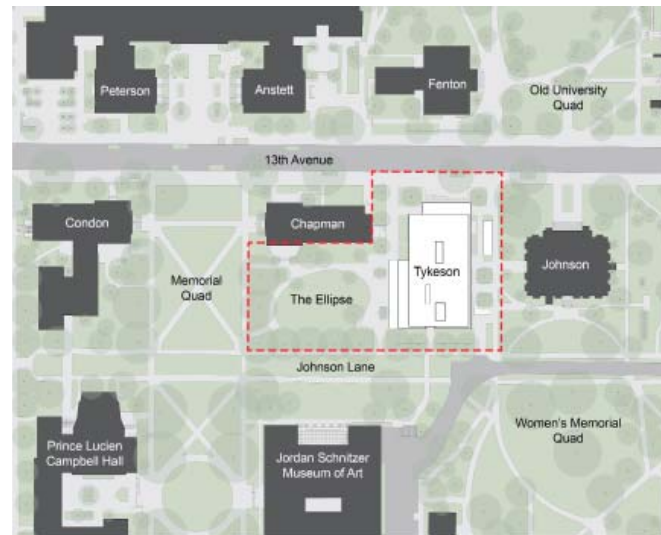 Peterson
Anstett
Fenton
Old University
Quad
13th Avenue
Condon
Chapman
Memorial
Quad
The Ellipse
Tykeson
Johnson
Johnson Lane
Prince Lucien
Campbell Hall
Jordan Schnitzer
Museum of Art
Women's Memorial
Quad